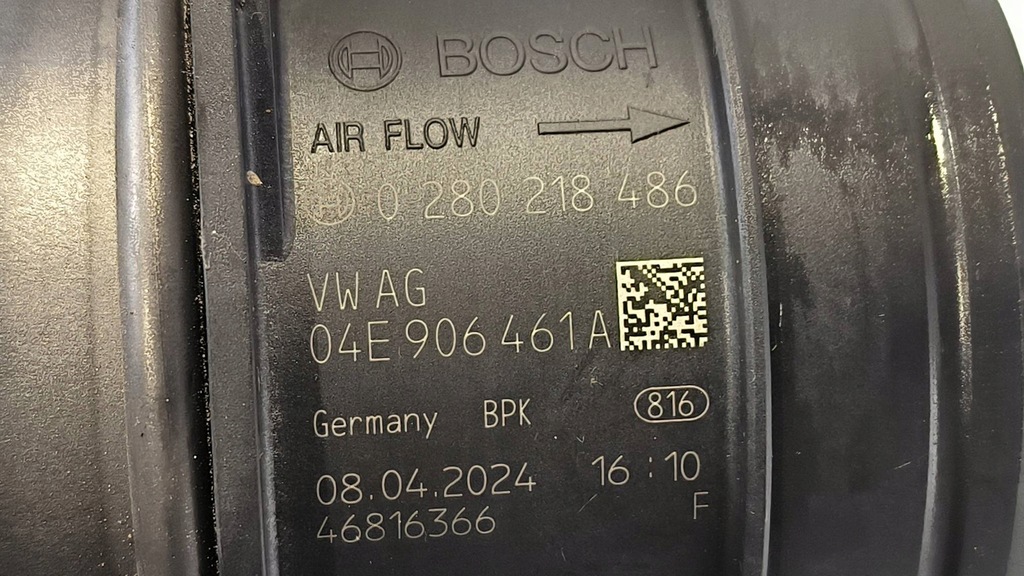 BOSCH
AIR FLOW
0 280 218 486
VW AG
04E 906 461 A
Germany BPK 816
08.04.2024 16:10
46816366 F